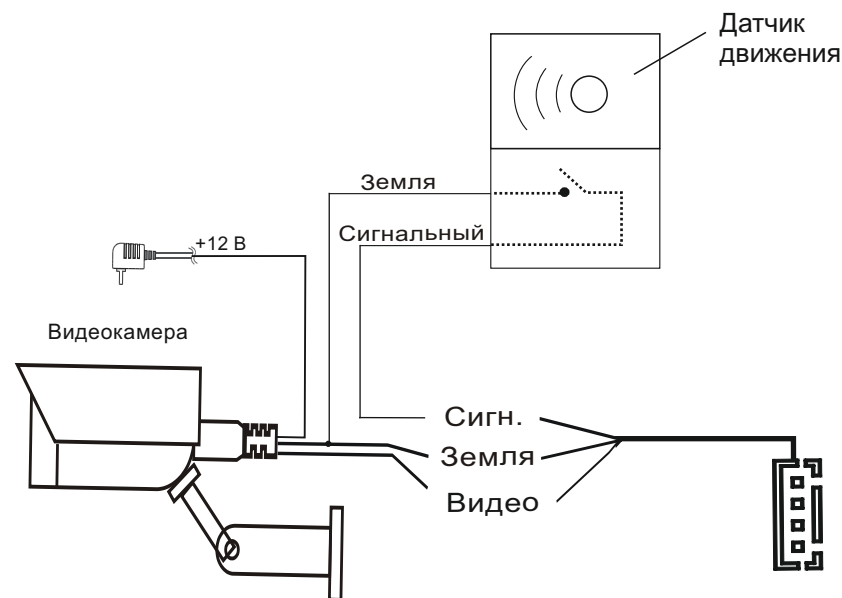 Датчик
движения
Земля
Сигнальный
+12 В
Видеокамера
Сигн.
Земля
Видео